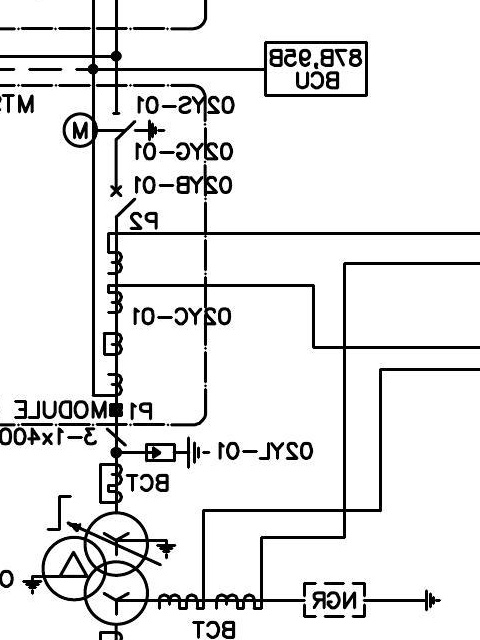 87B,95B
BCU
02YS-01
MTS
M
02YG-01
02YB-01
P2
02YC-01
P1
MODULE
3-1x400
02YL-01
BCT
NGR
BCT